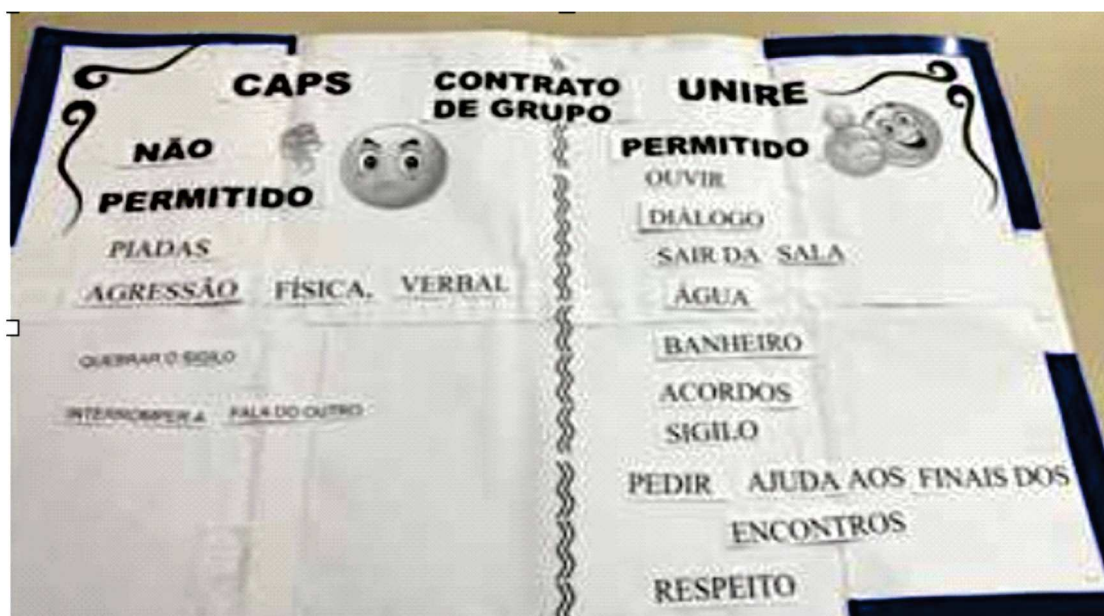 CAPS CONTRATO DE GRUPO UNIRE
NÃO
PERMITIDO
PIADAS
AGRESSÃO FÍSICA, VERBAL
QUEBRAR O SIGILO
INTERROMPER A FALA DO OUTRO
PERMITIDO
OUVIR
DIÁLOGO
SAIR DA SALA
ÁGUA
BANHEIRO
ACORDOS
SIGILO
PEDIR AJUDA AOS FINAIS DOS
ENCONTROS
RESPEITO